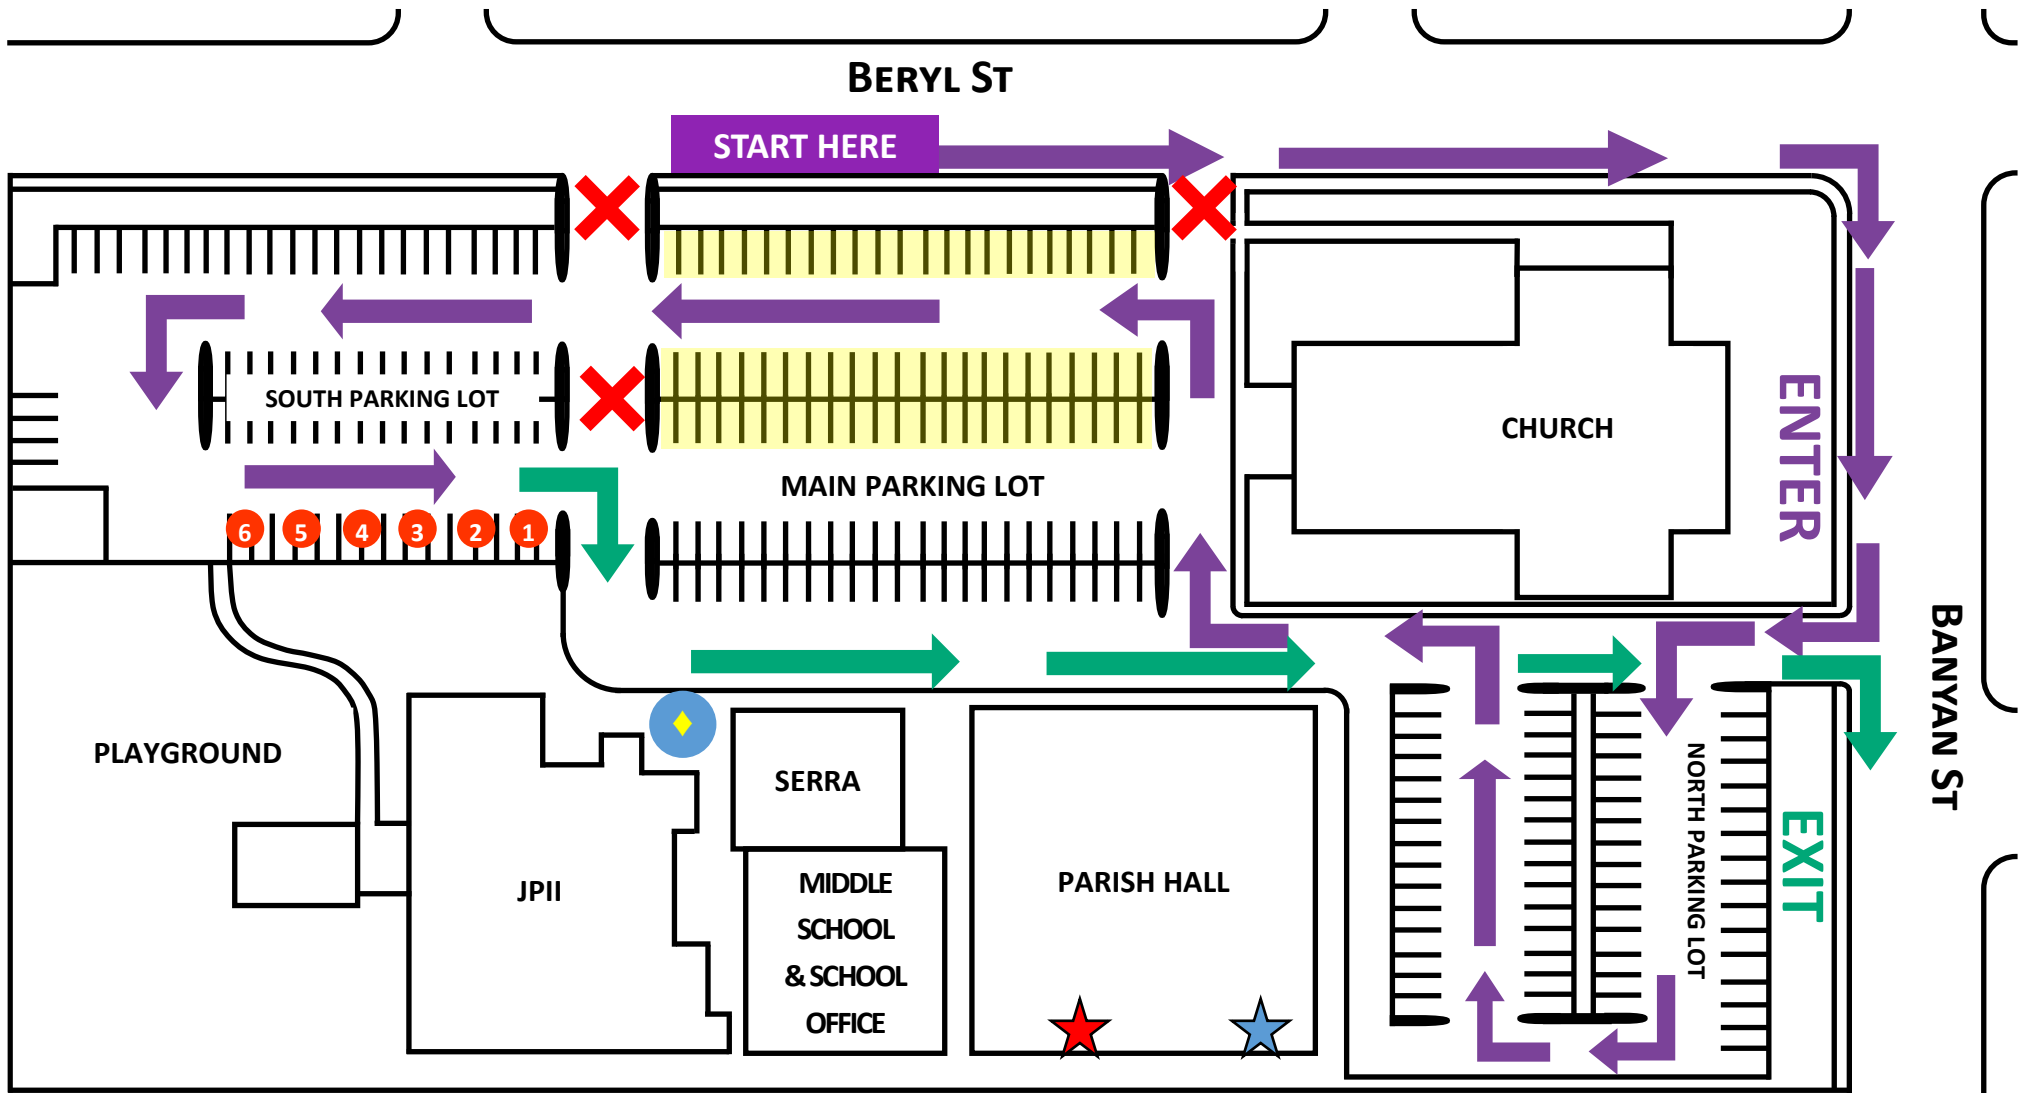 BERYL ST
START HERE
ENTER
SOUTH PARKING LOT
CHURCH
MAIN PARKING LOT
6 5 4 3 2 1
BANYAN ST
PLAYGROUND
SERRA
NORTH PARKING LOT
EXIT
JPII
MIDDLE
SCHOOL
& SCHOOL
OFFICE
PARISH HALL